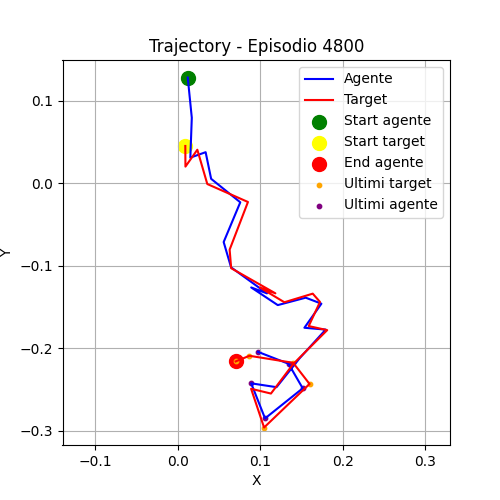 Trajectory - Episodio 4800
Agente
Target
Start agente
Start target
End agente
Ultimi target
Ultimi agente
0.1
0.0
−0.1
−0.2
−0.3
Y
−0.1
0.0
0.1
0.2
0.3
X